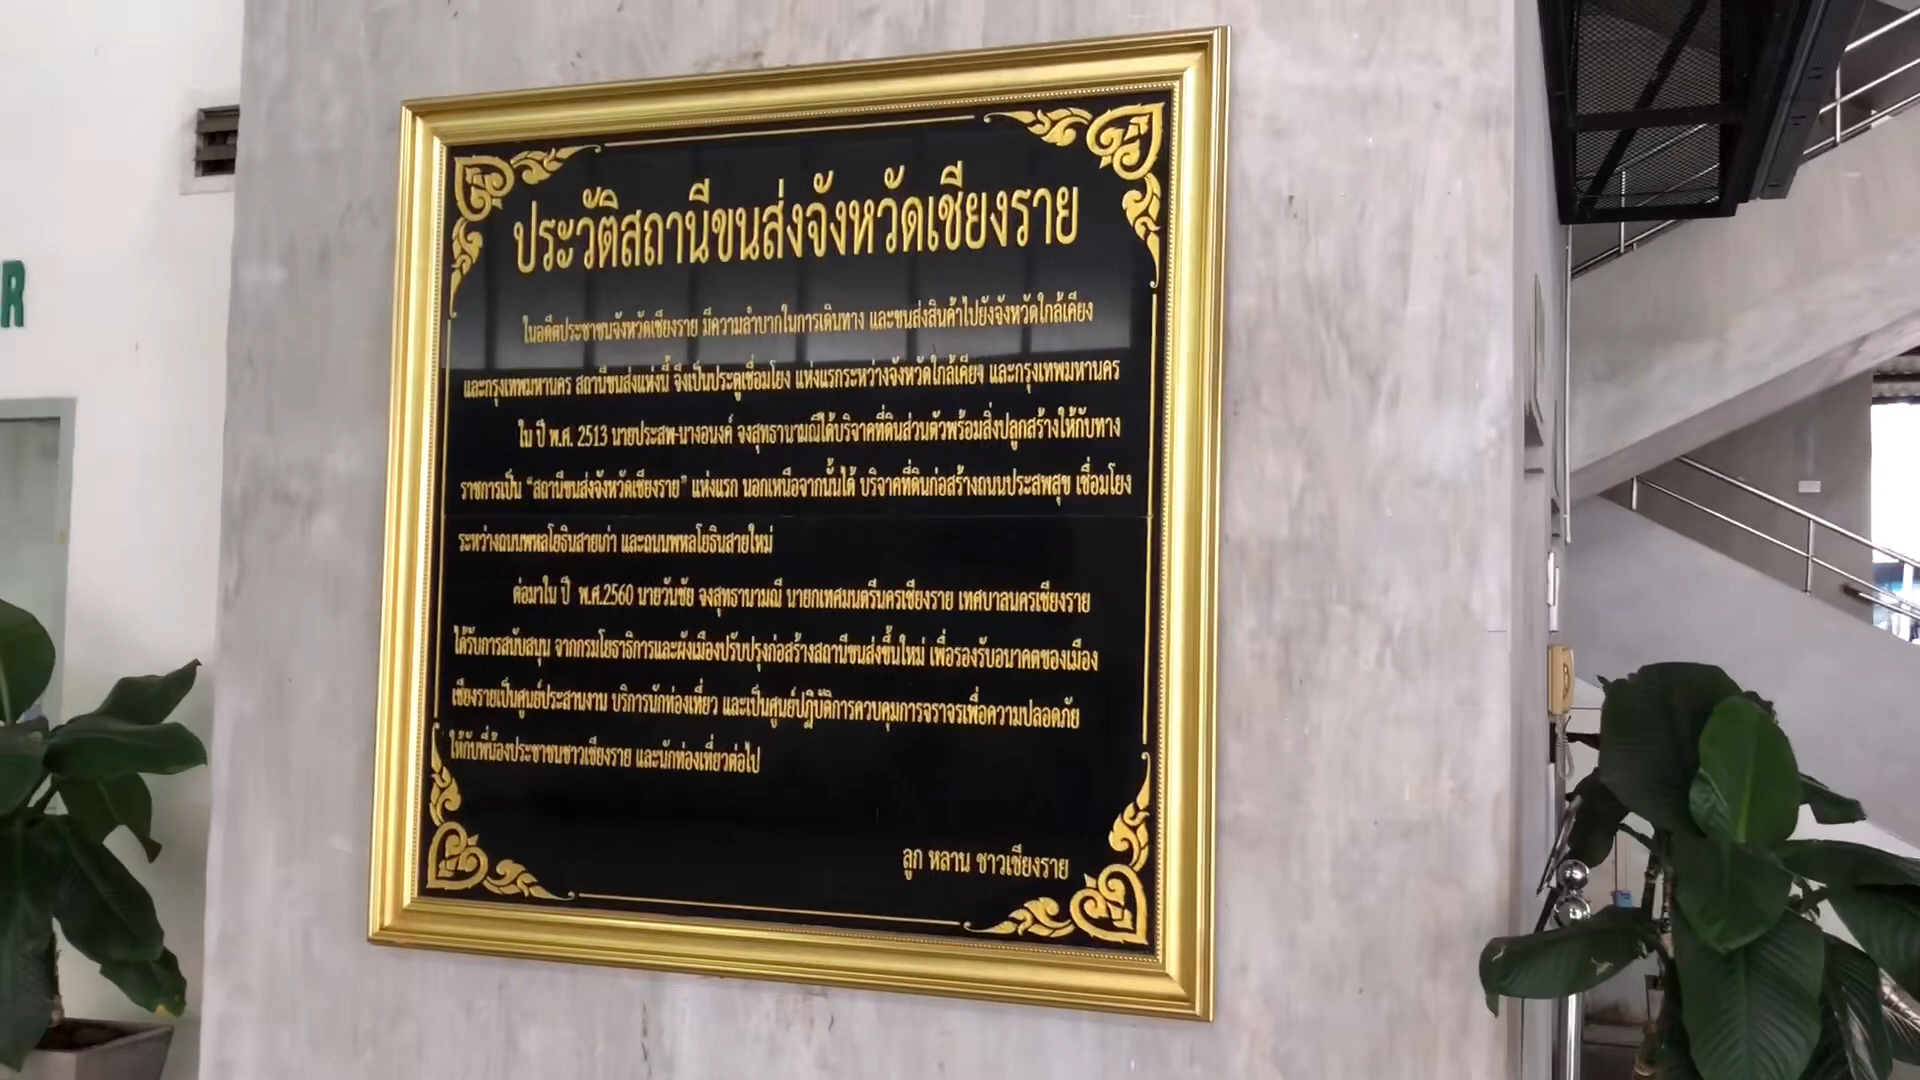 R
ประวัติสถานีขนส่งจังหวัดเชียงราย
ในอดีตประชาชนจังหวัดเชียงราย มีความลำบากในการเดินทาง และขนส่งสินค้าไปยังจังหวัดใกล้เคียง
และกรุงเทพมหานคร สถานีขนส่งแห่งนี้ จึงเป็นประตูเชื่อมโยง แห่งแรกระหว่างจังหวัดใกล้เคียง และกรุงเทพมหานคร
ใน ปี พ.ศ. 2513 นายประสพ-นางอนงค์ จงสุทธานามณีได้บริจาคที่ดินส่วนตัวพร้อมสิ่งปลูกสร้างให้กับทาง
ราชการเป็น “สถานีขนส่งจังหวัดเชียงราย” แห่งแรก นอกเหนือจากนั้นได้ บริจาคที่ดินก่อสร้างถนนประสพสุข เชื่อมโยง
ระหว่างถนนพหลโยธินสายเก่า และถนนพหลโยธินสายใหม่
ต่อมาใน ปี พ.ศ.2560 นายวันชัย จงสุทธานามณี นายกเทศมนตรีนครเชียงราย เทศบาลนครเชียงราย
ได้รับการสนับสนุน จากกรมโยธาธิการและผังเมืองปรับปรุงก่อสร้างสถานีขนส่งขึ้นใหม่ เพื่อรองรับอนาคตของเมือง
เชียงรายเป็นศูนย์ประสานงาน บริการนักท่องเที่ยว และเป็นศูนย์ปฏิบัติการควบคุมการจราจรเพื่อความปลอดภัย
ให้กับพี่น้องประชาชนชาวเชียงราย และนักท่องเที่ยวต่อไป
ลูก หลาน ชาวเชียงราย